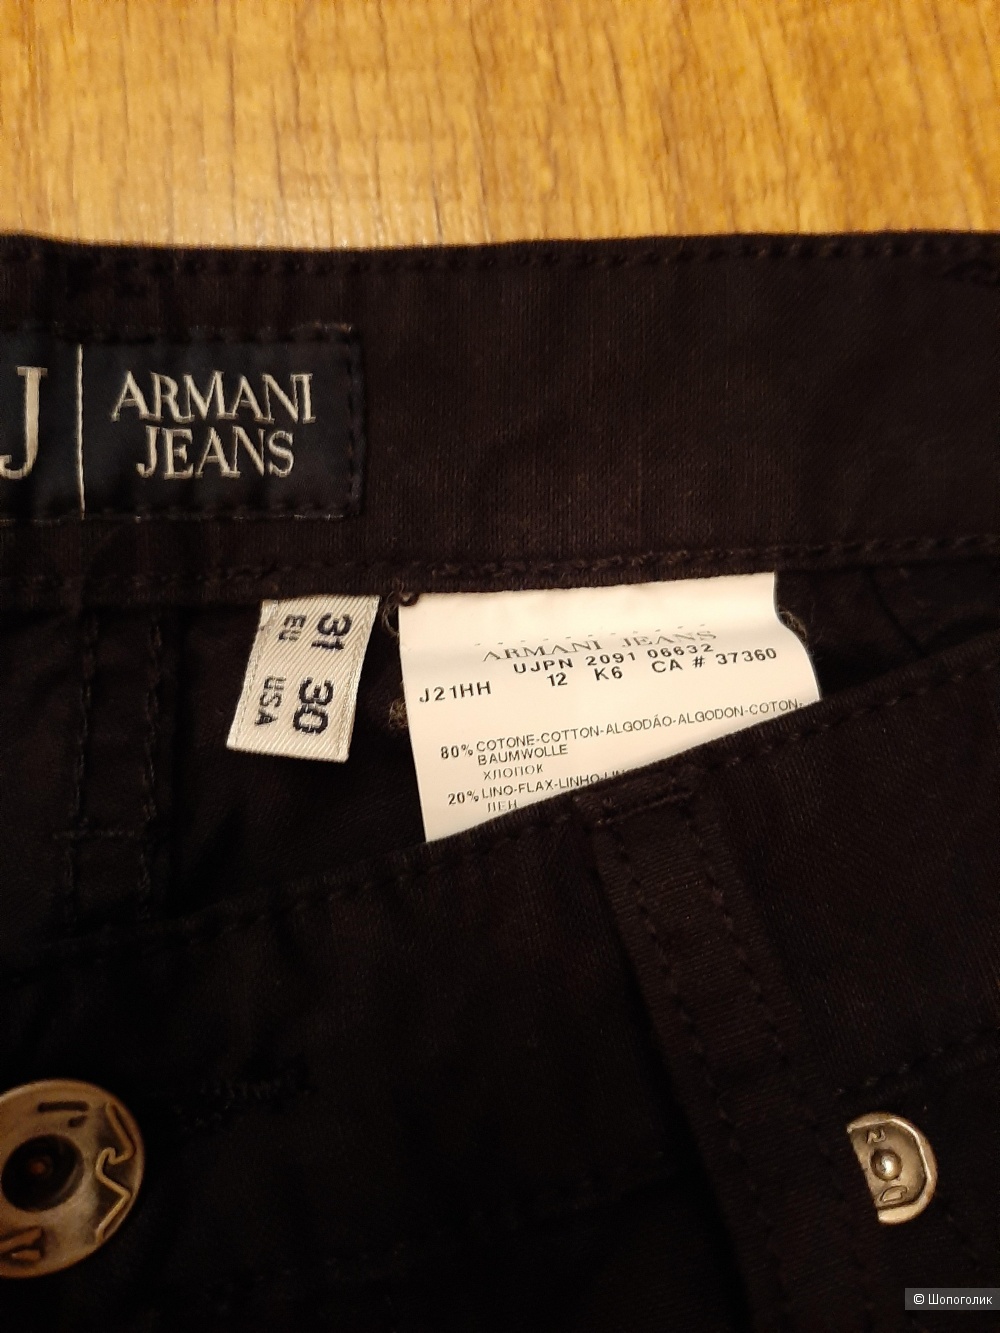 J
ARMANI
JEANS
31
EU
30
USA
ARMANI JEANS
UJPN 2091 06632
J21HH 12 K6 CA # 37360
80% COTONE-COTTON-ALGODÃO-ALGODON-COTON-
BAUMWOLLE
ХЛОПОК
20% LINO-FLAX-LINHO-
ЛЕН
© Шопоголик